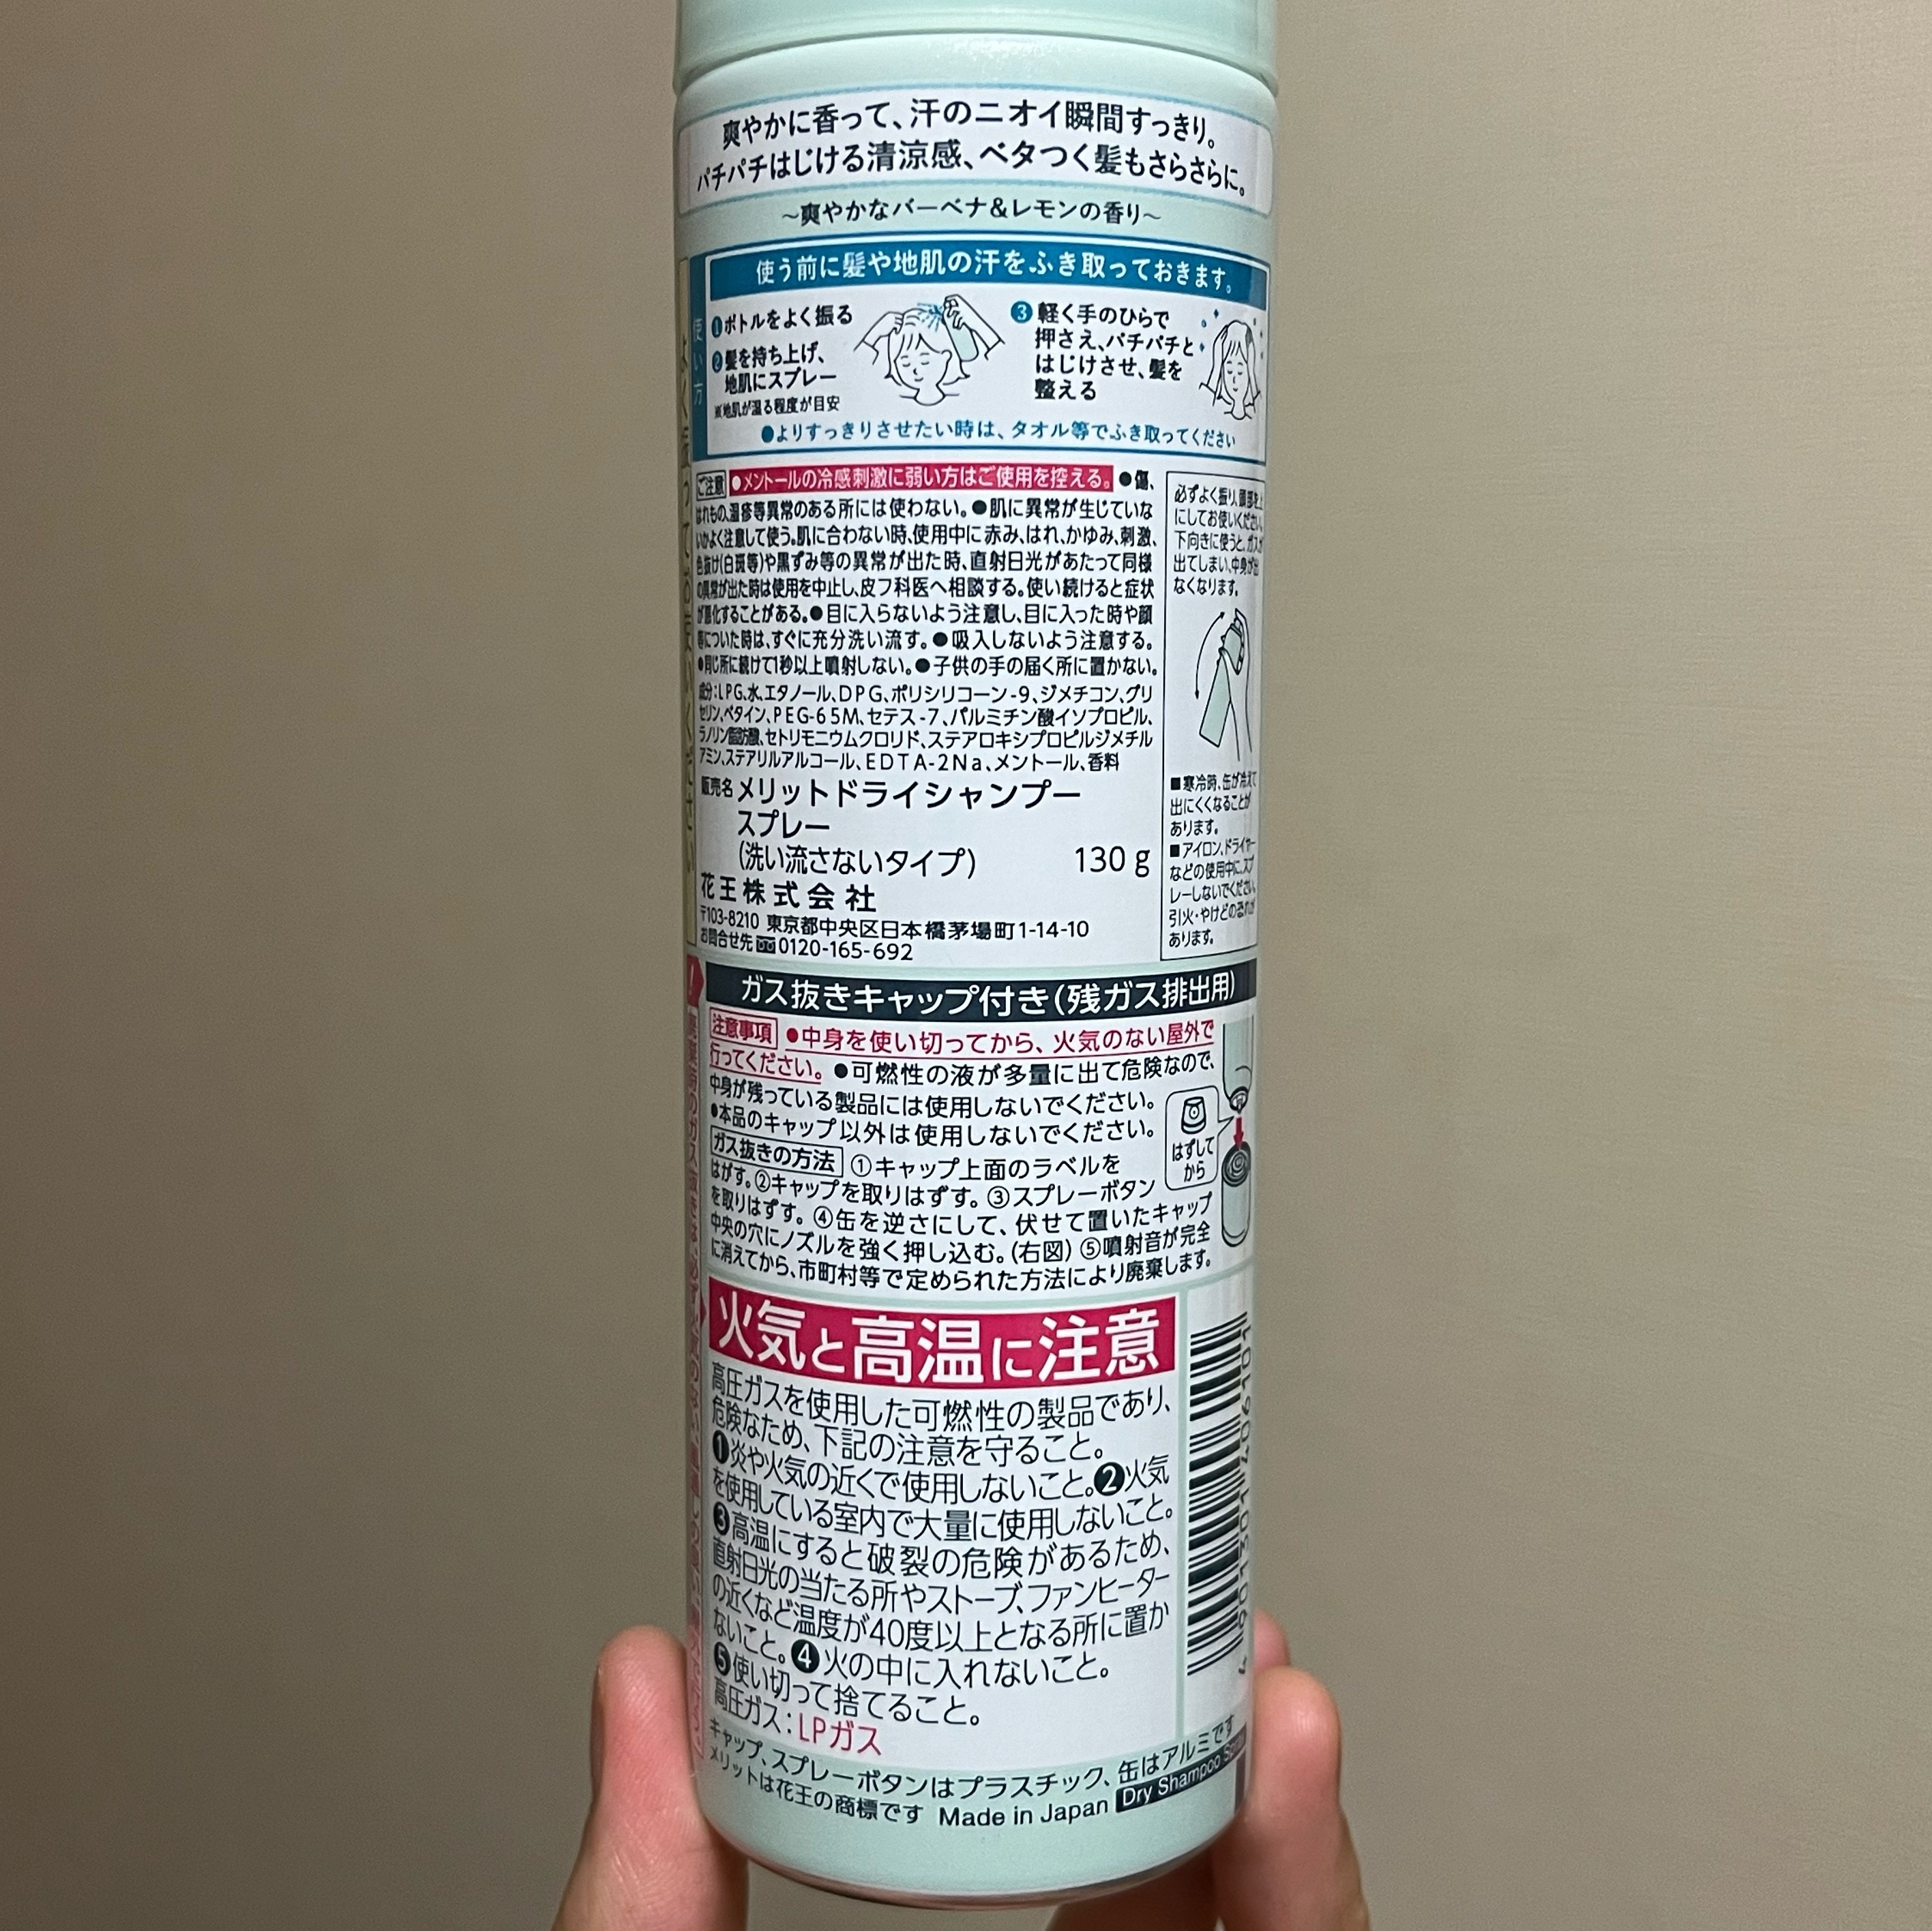 爽やかに香って、汗のニオイ瞬間すっきり。
パチパチはじける清涼感、ベタつく髪もさらさらに。
～爽やかなバーベナ&レモンの香り～
使い方
使う前に髪や地肌の汗をふき取っておきます。
❶ボトルをよく振る
❷髪を持ち上げ、
地肌にスプレー
※地肌が湿る程度が目安
❸軽く手のひらで
押さえ、パチパチと
はじけさせ、髪を
整える
●よりすっきりさせたい時は、タオル等でふき取ってください
ご注意 ●メントールの冷感刺激に弱い方はご使用を控える。●傷、
はれもの、湿疹等異常のある所には使わない。●肌に異常が生じていな
いかよく注意して使う。肌に合わない時、使用中に赤み、はれ、かゆみ、刺激、
色抜け(白斑等)や黒ずみ等の異常が出た時、直射日光があたって同様
の異常が出た時は使用を中止し、皮フ科医へ相談する。使い続けると症状
が悪化することがある。●目に入らないよう注意し、目に入った時や顔
等についた時は、すぐに充分洗い流す。●吸入しないよう注意する。
●同じ所に続けて1秒以上噴射しない。●子供の手の届く所に置かない。
成分:LPG、水、エタノール、DPG、ポリシリコーン-9、ジメチコン、グリ
セリン、ベタイン、PEG-65M、セテス-7、パルミチン酸イソプロピル、
ラノリン脂肪酸、セトリモニウムクロリド、ステアロキシプロピルジメチル
アミン、ステアリルアルコール、EDTA-2Na、メントール、香料
販売名 メリットドライシャンプー
スプレー
(洗い流さないタイプ) 130 g
花王株式会社
〒103-8210 東京都中央区日本橋茅場町1-14-10
お問合せ先 0120-165-692
必ずよく振り、頭部を上
にしてお使いください。
下向きに使うと、ガスが
出てしまい、中身が出
なくなります。
■寒冷時、缶が冷えて
出にくくなることが
あります。
■アイロン、ドライヤー
などの使用中に、スプ
レーしないでください。
引火・やけどの恐れが
あります。
ガス抜きキャップ付き(残ガス排出用)
注意事項 ●中身を使い切ってから、火気のない屋外で
行ってください。●可燃性の液が多量に出て危険なので、
中身が残っている製品には使用しないでください。
●本品のキャップ以外は使用しないでください。
ガス抜きの方法 ①キャップ上面のラベルを
はがす。②キャップを取りはずす。③スプレーボタン
を取りはずす。④缶を逆さにして、伏せて置いたキャップ
中央の穴にノズルを強く押し込む。(右図)⑤噴射音が完全
に消えてから、市町村等で定められた方法により廃棄します。
はずして
から
火気と高温に注意
高圧ガスを使用した可燃性の製品であり、
危険なため、下記の注意を守ること。
❶炎や火気の近くで使用しないこと。❷火気
を使用している室内で大量に使用しないこと。
❸高温にすると破裂の危険があるため、
直射日光の当たる所やストーブ、ファンヒーター
の近くなど温度が40度以上となる所に置か
ないこと。❹火の中に入れないこと。
❺使い切って捨てること。
高圧ガス:LPガス
4 901301 409101
キャップ、スプレーボタンはプラスチック、缶はアルミです
メリットは花王の商標です Made in Japan Dry Shampoo